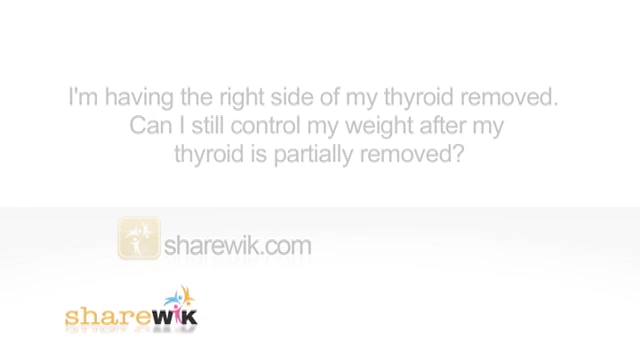 I'm having the right side of my thyroid removed.
Can I still control my weight after my
thyroid is partially removed?
sharewik.com
sharewik